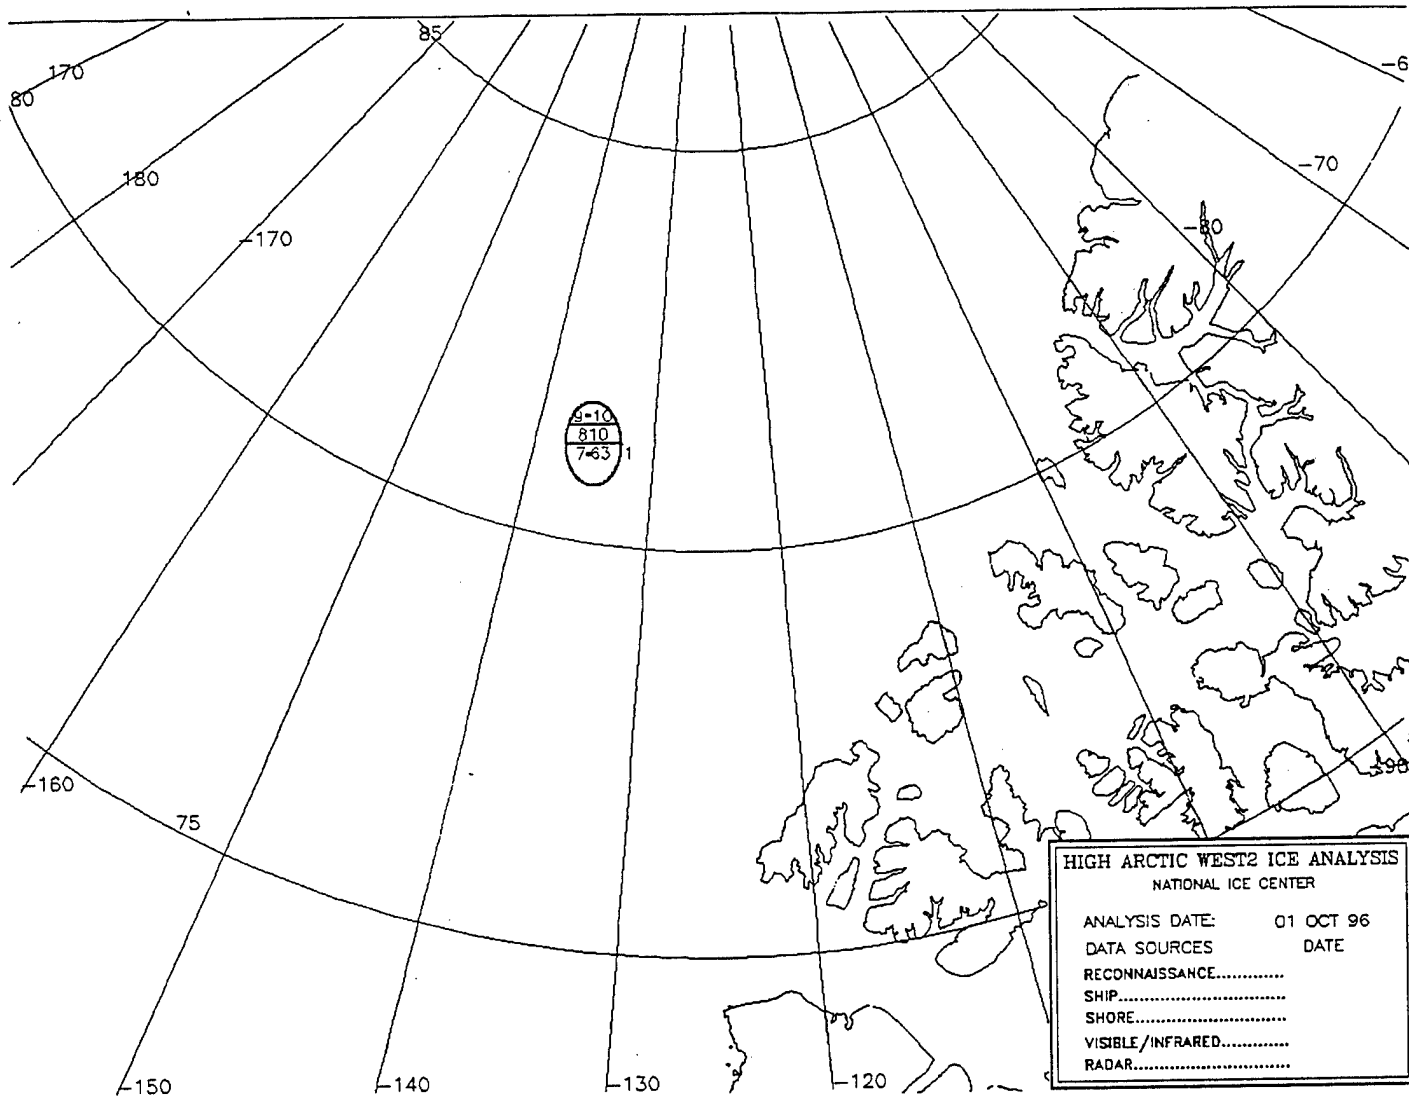 85
170
-6
80
-70
180
-80
-170
9-10
810
7•63 1
-160
-90
75
HIGH ARCTIC WEST2 ICE ANALYSIS
NATIONAL ICE CENTER
ANALYSIS DATE: 01 OCT 96
DATA SOURCES DATE
RECONNAISSANCE.............
SHIP................................
SHORE.............................
VISIBLE/INFRARED.............
RADAR..............................
-150
-140
-130
-120